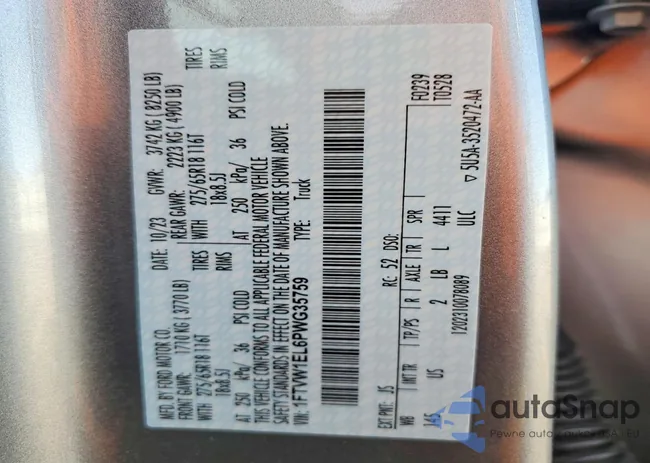 MFD. BY FORD MOTOR CO.
DATE: 10/23 GVWR: 3742 KG ( 8250 LB)
FRONT GAWR: 1710 KG ( 3770 LB) REAR GAWR: 2223 KG ( 4900 LB)
WITH 275/65R18 116T TIRES WITH 275/65R18 116T TIRES
18x8.5J RIMS 18x8.5J RIMS
AT 250 kPa/ 36 PSI COLD AT 250 kPa/ 36 PSI COLD
THIS VEHICLE CONFORMS TO ALL APPLICABLE FEDERAL MOTOR VEHICLE
SAFETY STANDARDS IN EFFECT ON THE DATE OF MANUFACTURE SHOWN ABOVE.
VIN: 1FTVW1EL6PWG35759 Truck
F0239
T0528
EXT PNT: JS RC: 52 DSO:
WB INT TR TP/PS R AXLE TR SPR
145 US 2 LB L 4411
ULC
120231007B089 5U5A-3520472-AA
autoSnap